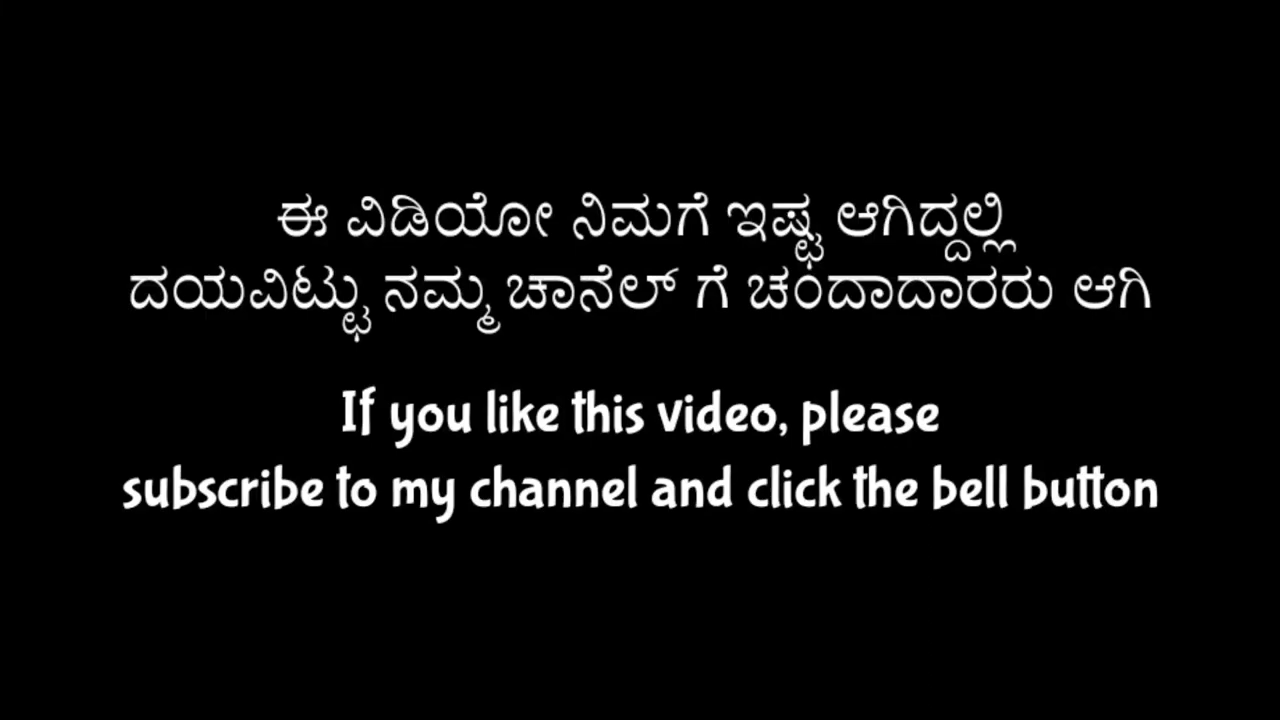 ಈ ವಿಡಿಯೋ ನಿಮಗೆ ಇಷ್ಟ ಆಗಿದ್ದಲ್ಲಿ
ದಯವಿಟ್ಟು ನಮ್ಮ ಚಾನೆಲ್ ಗೆ ಚಂದಾದಾರರು ಆಗಿ
If you like this video, please
subscribe to my channel and click the bell button